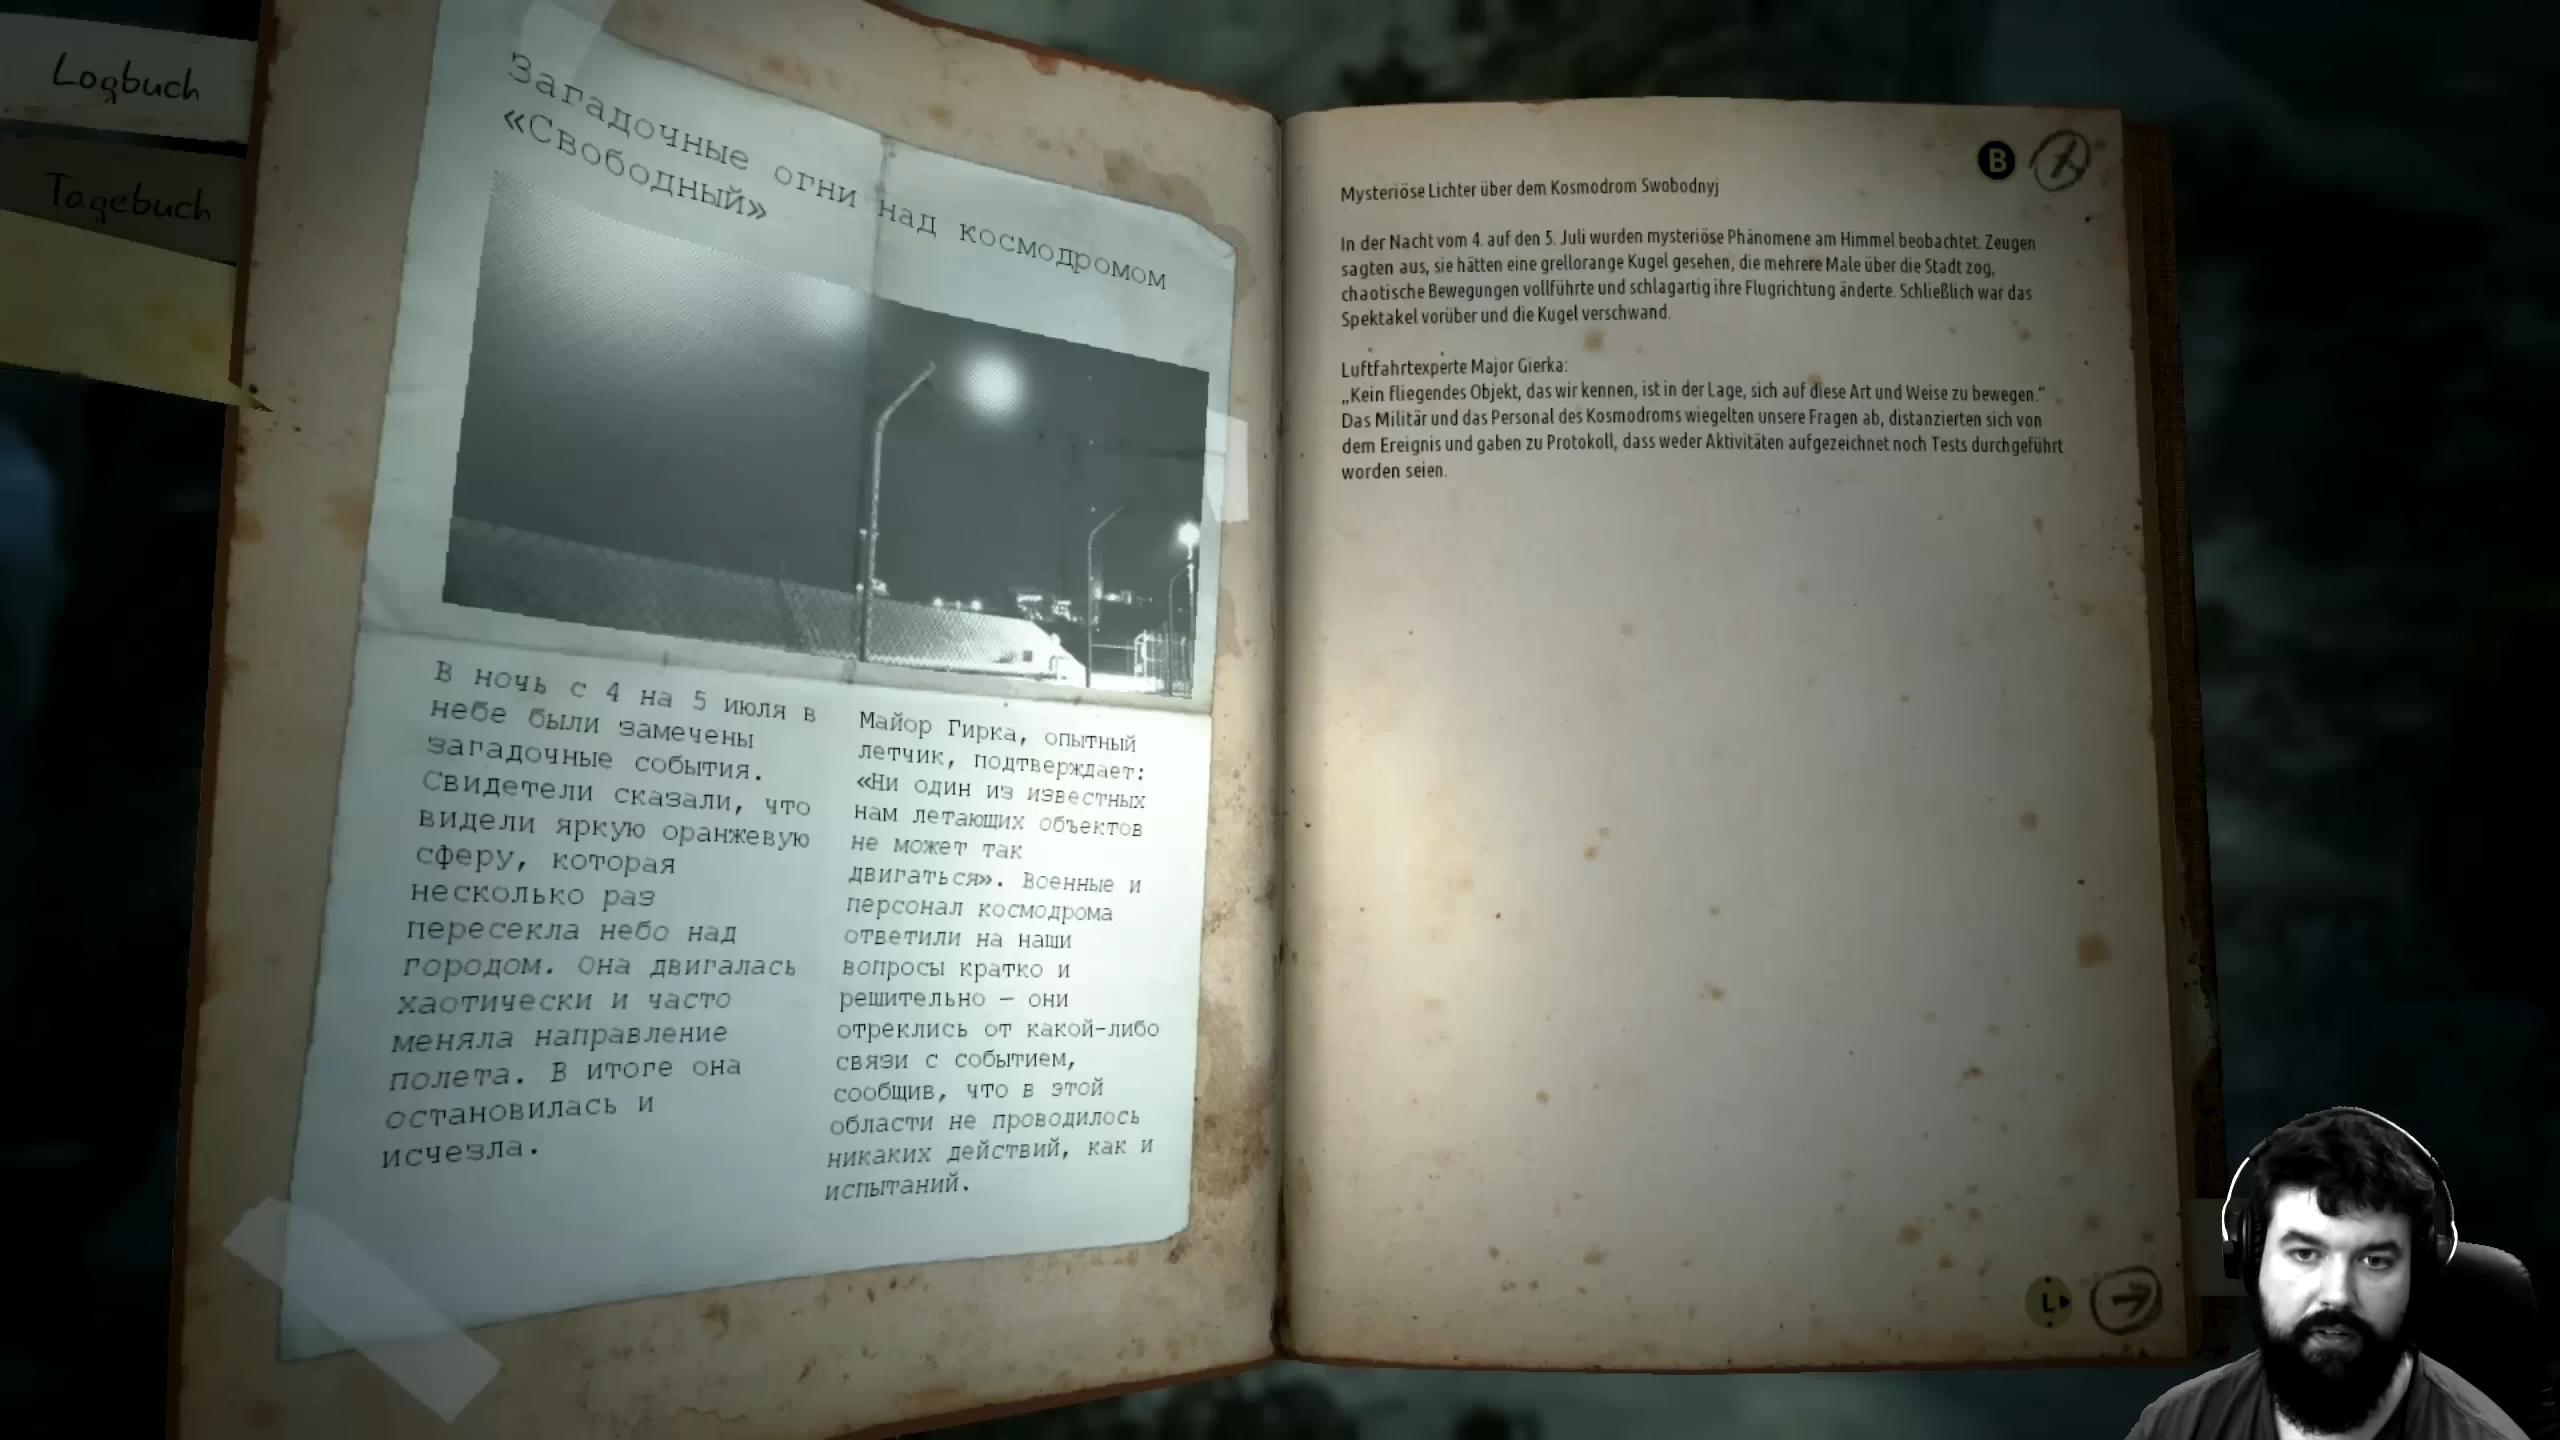 Logbuch
Tagebuch
Загадочные огни над космодромом
«Свободный»
В ночь с 4 на 5 июля в
небе были замечены
загадочные события.
Свидетели сказали, что
видели яркую оранжевую
сферу, которая
несколько раз
пересекла небо над
городом. Она двигалась
хаотически и часто
меняла направление
полета. В итоге она
остановилась и
исчезла.
Майор Гирка, опытный
летчик, подтверждает:
«Ни один из известных
нам летающих объектов
не может так
двигаться». Военные и
персонал космодрома
ответили на наши
вопросы кратко и
решительно — они
отреклись от какой-либо
связи с событием,
сообщив, что в этой
области не проводилось
никаких действий, как и
испытаний.
B
Mysteriöse Lichter über dem Kosmodrom Swobodnyj
In der Nacht vom 4. auf den 5. Juli wurden mysteriöse Phänomene am Himmel beobachtet. Zeugen
sagten aus, sie hätten eine grellorange Kugel gesehen, die mehrere Male über die Stadt zog,
chaotische Bewegungen vollführte und schlagartig ihre Flugrichtung änderte. Schließlich war das
Spektakel vorüber und die Kugel verschwand.
Luftfahrtexperte Major Gierka:
„Kein fliegendes Objekt, das wir kennen, ist in der Lage, sich auf diese Art und Weise zu bewegen.“
Das Militär und das Personal des Kosmodroms wiegelten unsere Fragen ab, distanzierten sich von
dem Ereignis und gaben zu Protokoll, dass weder Aktivitäten aufgezeichnet noch Tests durchgeführt
worden seien.
L